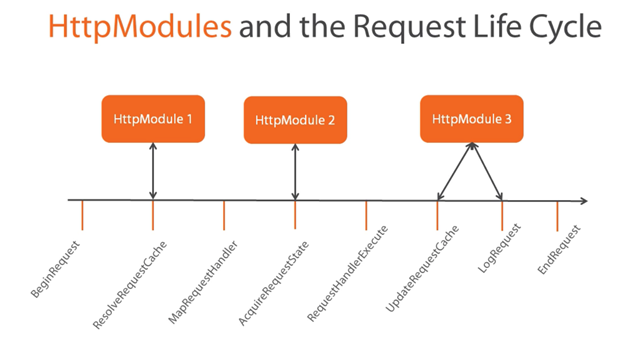 HttpModules and the Request Life Cycle
HttpModule 1
HttpModule 2
HttpModule 3
BeginRequest
ResolveRequestCache
MapRequestHandler
AcquireRequestState
RequestHandlerExecute
UpdateRequestCache
LogRequest
EndRequest